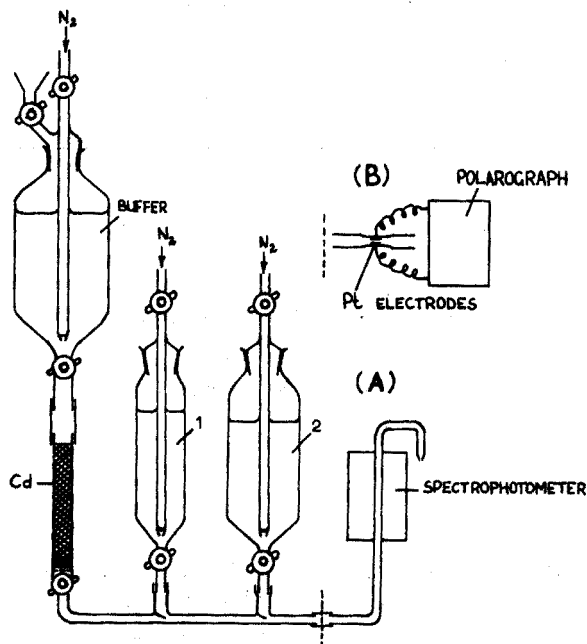 N₂
BUFFER
N₂
N₂
(B)
POLAROGRAPH
Pt ELECTRODES
(A)
1
2
Cd
SPECTROPHOTOMETER